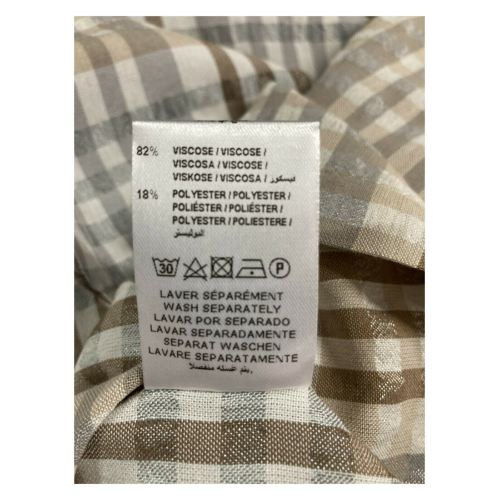 82% VISCOSE / VISCOSE /
VISCOSA / VISCOSE /
VISKOSE / VISCOSA / فيسكوز
18% POLYESTER / POLYESTER /
POLIÉSTER / POLIÉSTER /
POLYESTER / POLIESTERE /
البوليستر
30 P
LAVER SÉPARÉMENT
WASH SEPARATELY
LAVAR POR SEPARADO
LAVAR SEPARADAMENTE
SEPARAT WASCHEN
LAVARE SEPARATAMENTE
يتم غسله منفصلاً.